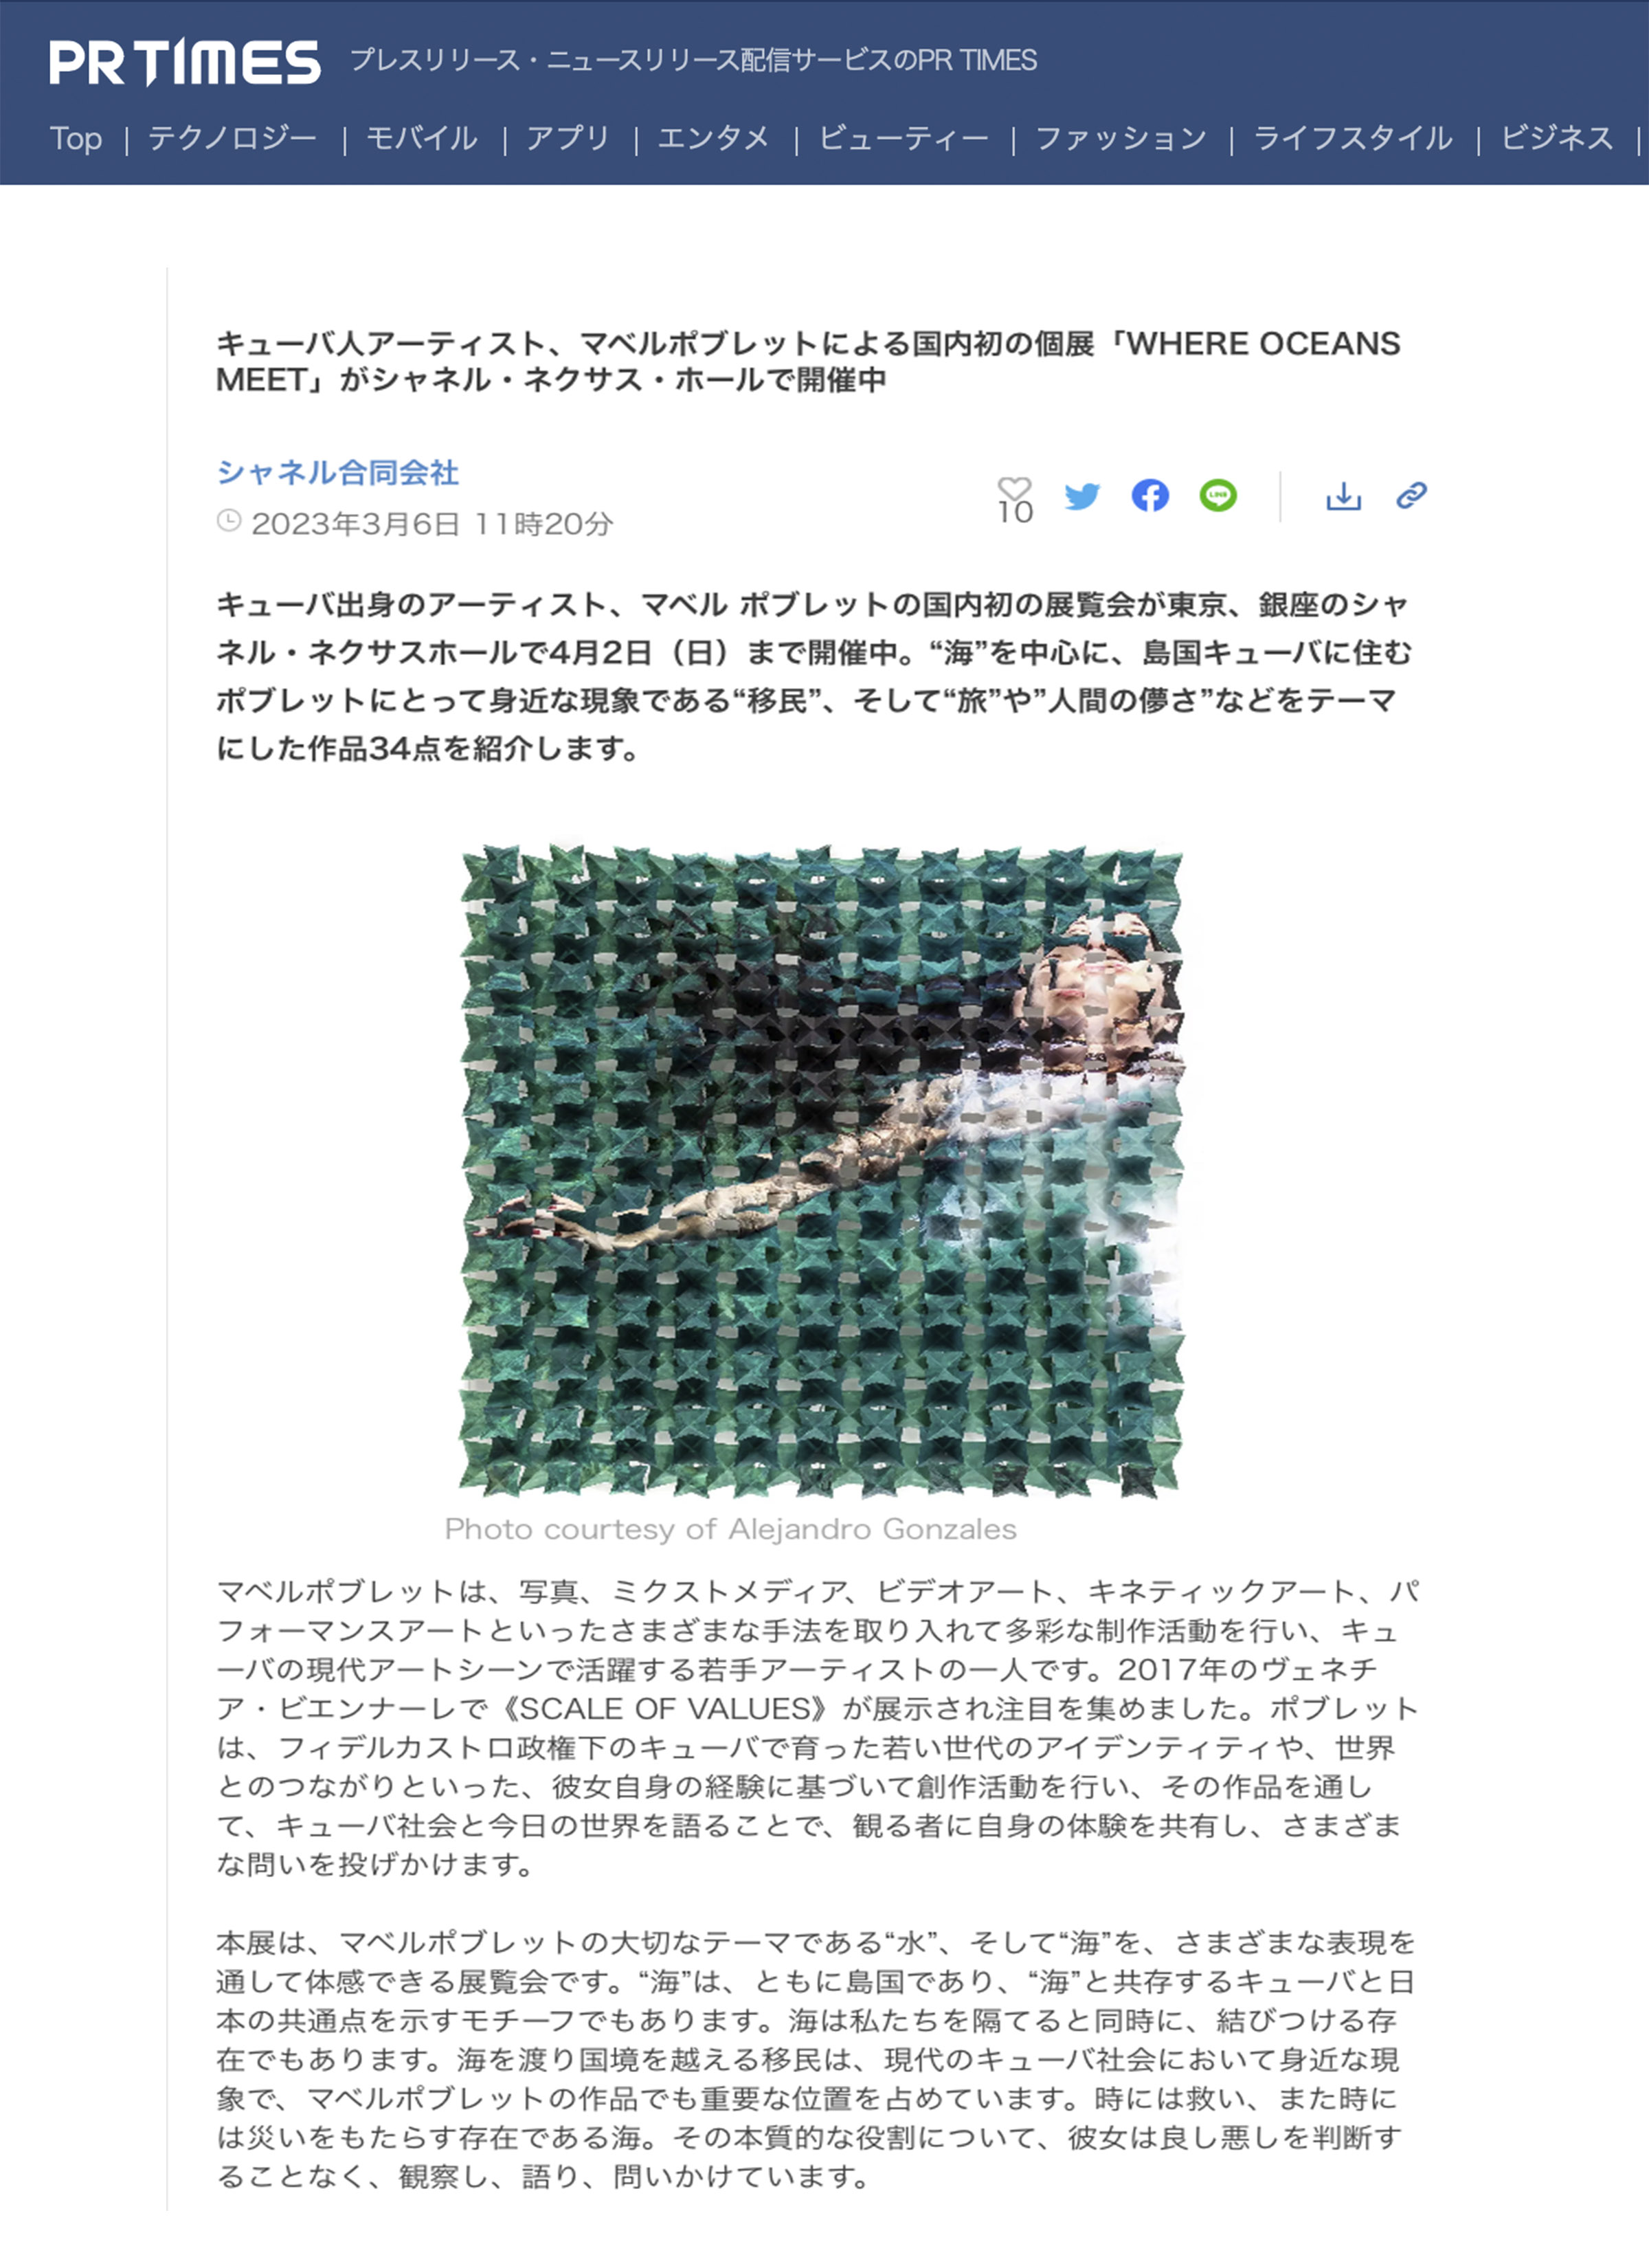 PR TIMES プレスリリース・ニュースリリース配信サービスのPR TIMES
Top | テクノロジー | モバイル | アプリ | エンタメ | ビューティー | ファッション | ライフスタイル | ビジネス |
キューバ人アーティスト、マベルポブレットによる国内初の個展「WHERE OCEANS
MEET」がシャネル・ネクサス・ホールで開催中
シャネル合同会社
2023年3月6日 11時20分
10
LINE
キューバ出身のアーティスト、マベル ポブレットの国内初の展覧会が東京、銀座のシャ
ネル・ネクサスホールで4月2日（日）まで開催中。“海”を中心に、島国キューバに住む
ポブレットにとって身近な現象である“移民”、そして“旅”や”人間の儚さ”などをテーマ
にした作品34点を紹介します。
Photo courtesy of Alejandro Gonzales
マベルポブレットは、写真、ミクストメディア、ビデオアート、キネティックアート、パ
フォーマンスアートといったさまざまな手法を取り入れて多彩な制作活動を行い、キュ
ーバの現代アートシーンで活躍する若手アーティストの一人です。2017年のヴェネチ
ア・ビエンナーレで《SCALE OF VALUES》が展示され注目を集めました。ポブレット
は、フィデルカストロ政権下のキューバで育った若い世代のアイデンティティや、世界
とのつながりといった、彼女自身の経験に基づいて創作活動を行い、その作品を通し
て、キューバ社会と今日の世界を語ることで、観る者に自身の体験を共有し、さまざま
な問いを投げかけます。
本展は、マベルポブレットの大切なテーマである“水”、そして“海”を、さまざまな表現を
通して体感できる展覧会です。“海”は、ともに島国であり、“海”と共存するキューバと日
本の共通点を示すモチーフでもあります。海は私たちを隔てると同時に、結びつける存
在でもあります。海を渡り国境を越える移民は、現代のキューバ社会において身近な現
象で、マベルポブレットの作品でも重要な位置を占めています。時には救い、また時に
は災いをもたらす存在である海。その本質的な役割について、彼女は良し悪しを判断す
ることなく、観察し、語り、問いかけています。